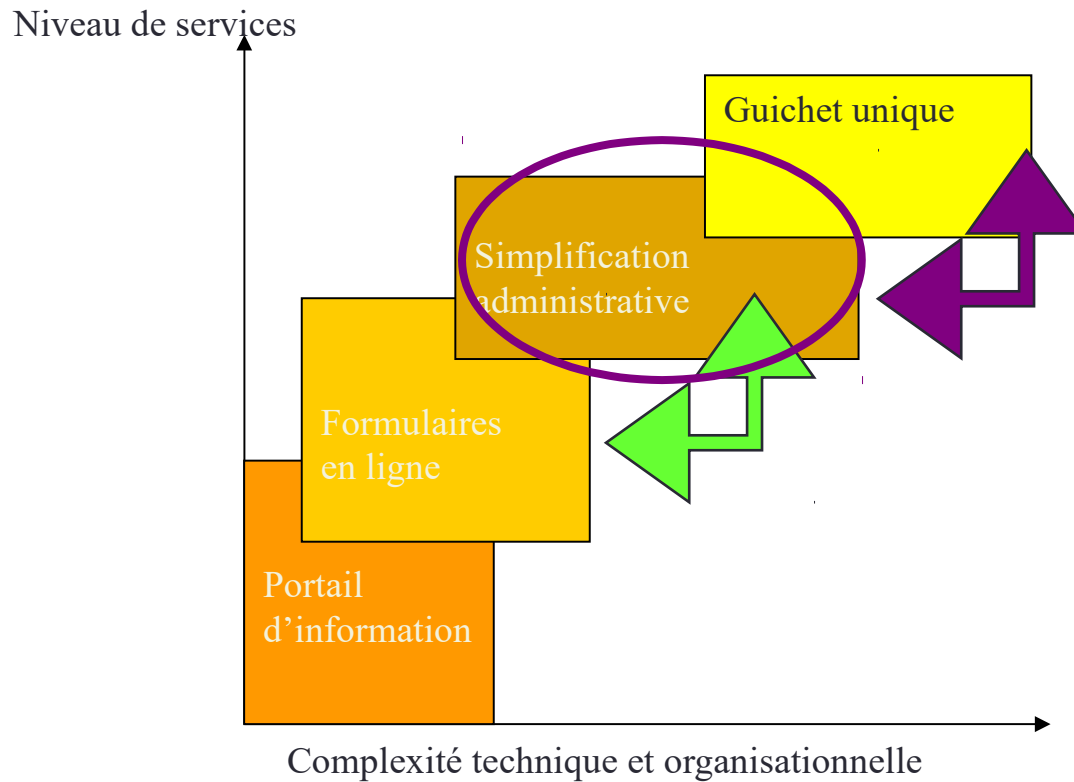 Niveau de services
Guichet unique
Simplification
administrative
Formulaires
en ligne
Portail
d’information
Complexité technique et organisationnelle